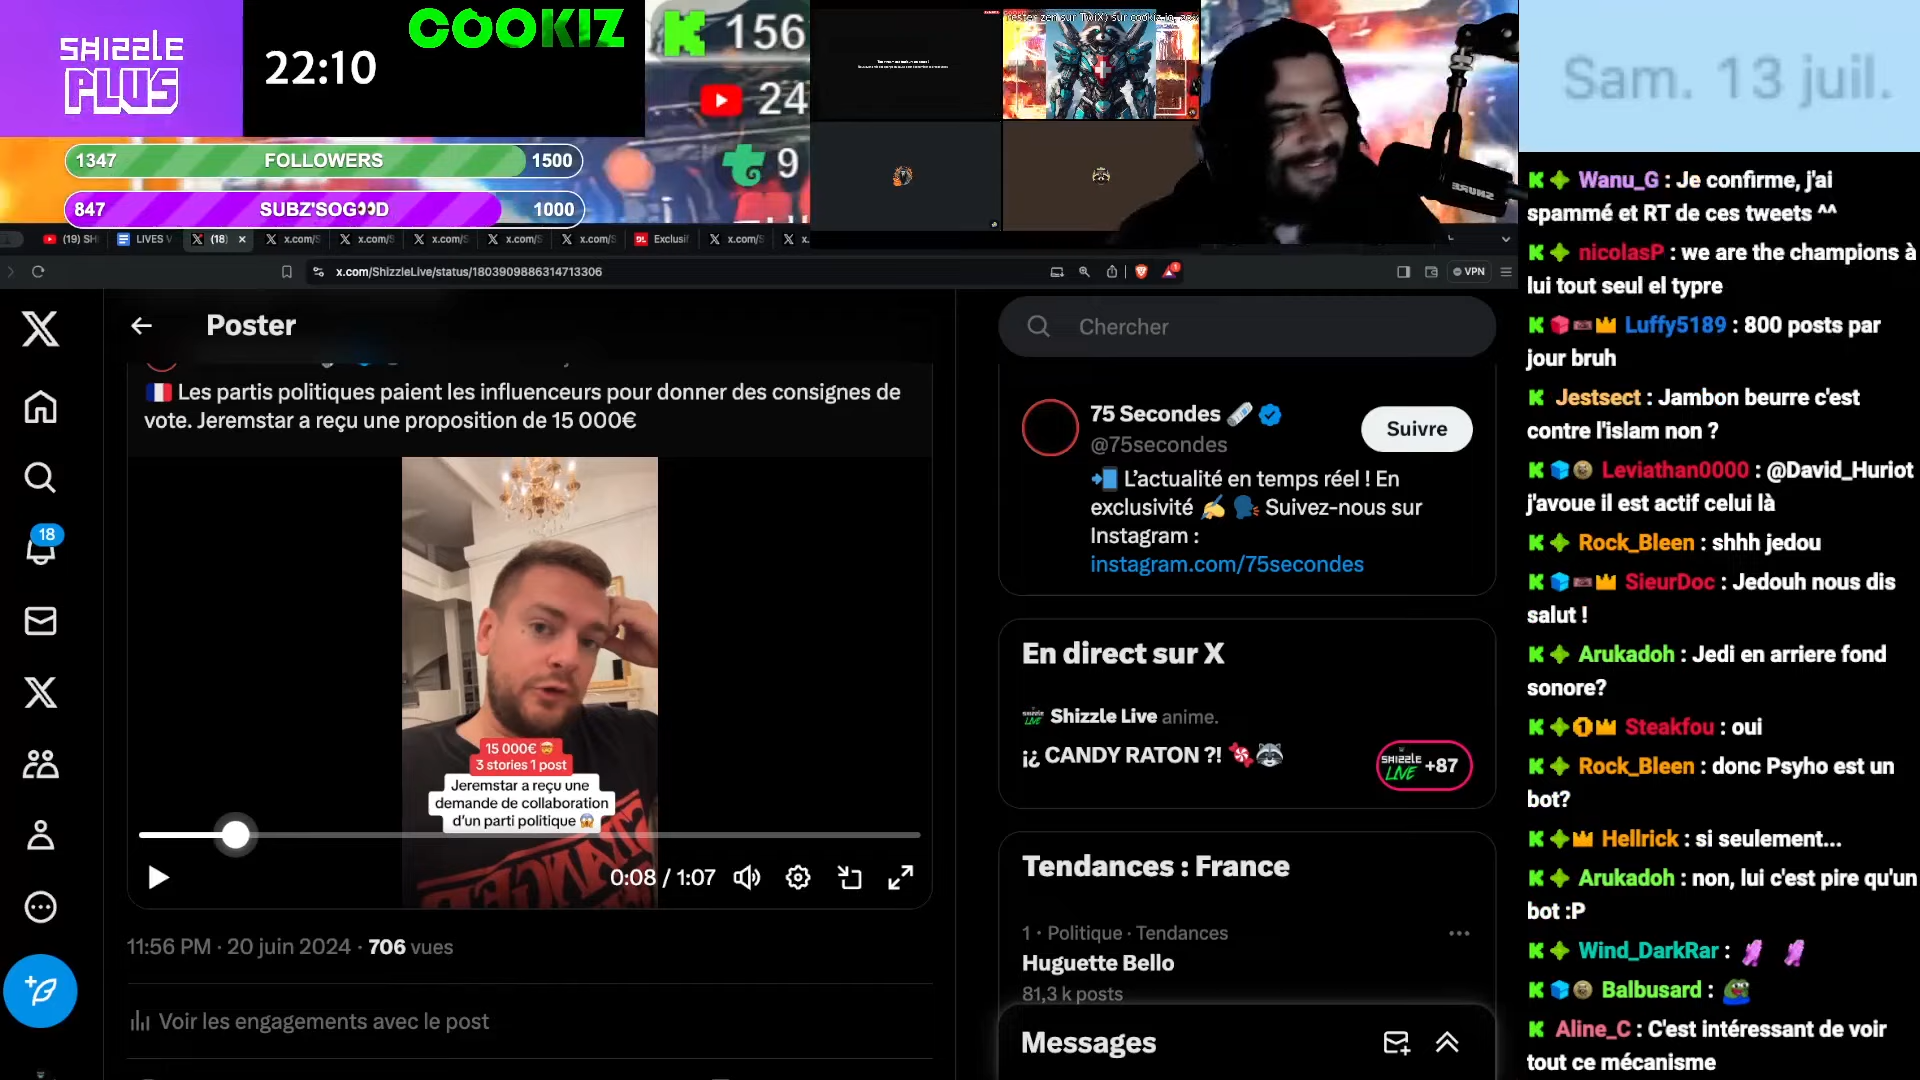 SHIZZLE
PLUS
22:10
COOKIZ
156
24
9
1347 FOLLOWERS 1500
847 SUBZ'SOG👀D 1000
rester zen sur TwiX) sur cookiz.io, zox
Sam. 13 juil.
(19) SHI
LIVES V
(18)
x.com/S
x.com/S
x.com/S
x.com/S
x.com/S
Exclusif
x.com/S
x.com/ShizzleLive/status/1803909886314713306
VPN
Poster
🇫🇷 Les partis politiques paient les influenceurs pour donner des consignes de
vote. Jeremstar a reçu une proposition de 15 000€
15 000€ 🤯
3 stories 1 post
Jeremstar a reçu une
demande de collaboration
d'un parti politique 😱
0:08 / 1:07
11:56 PM · 20 juin 2024 · 706 vues
Voir les engagements avec le post
18
Chercher
75 Secondes 🗞️
@75secondes
Suivre
📲 L'actualité en temps réel ! En
exclusivité ✍️ 🗣️ Suivez-nous sur
Instagram :
instagram.com/75secondes
En direct sur X
Shizzle Live anime.
¡¿ CANDY RATON ?! 🍬🦝
SHIZZLE
LIVE +87
Tendances : France
1 · Politique · Tendances
Huguette Bello
81,3 k posts
Messages
Wanu_G : Je confirme, j'ai
spammé et RT de ces tweets ^^
nicolasP : we are the champions à
lui tout seul el typre
Luffy5189 : 800 posts par
jour bruh
Jestsect : Jambon beurre c'est
contre l'islam non ?
Leviathan0000 : @David_Huriot
j'avoue il est actif celui là
Rock_Bleen : shhh jedou
SieurDoc : Jedouh nous dis
salut !
Arukadoh : Jedi en arriere fond
sonore?
Steakfou : oui
Rock_Bleen : donc Psyho est un
bot?
Hellrick : si seulement...
Arukadoh : non, lui c'est pire qu'un
bot :P
Wind_DarkRar :
Balbusard :
Aline_C : C'est intéressant de voir
tout ce mécanisme